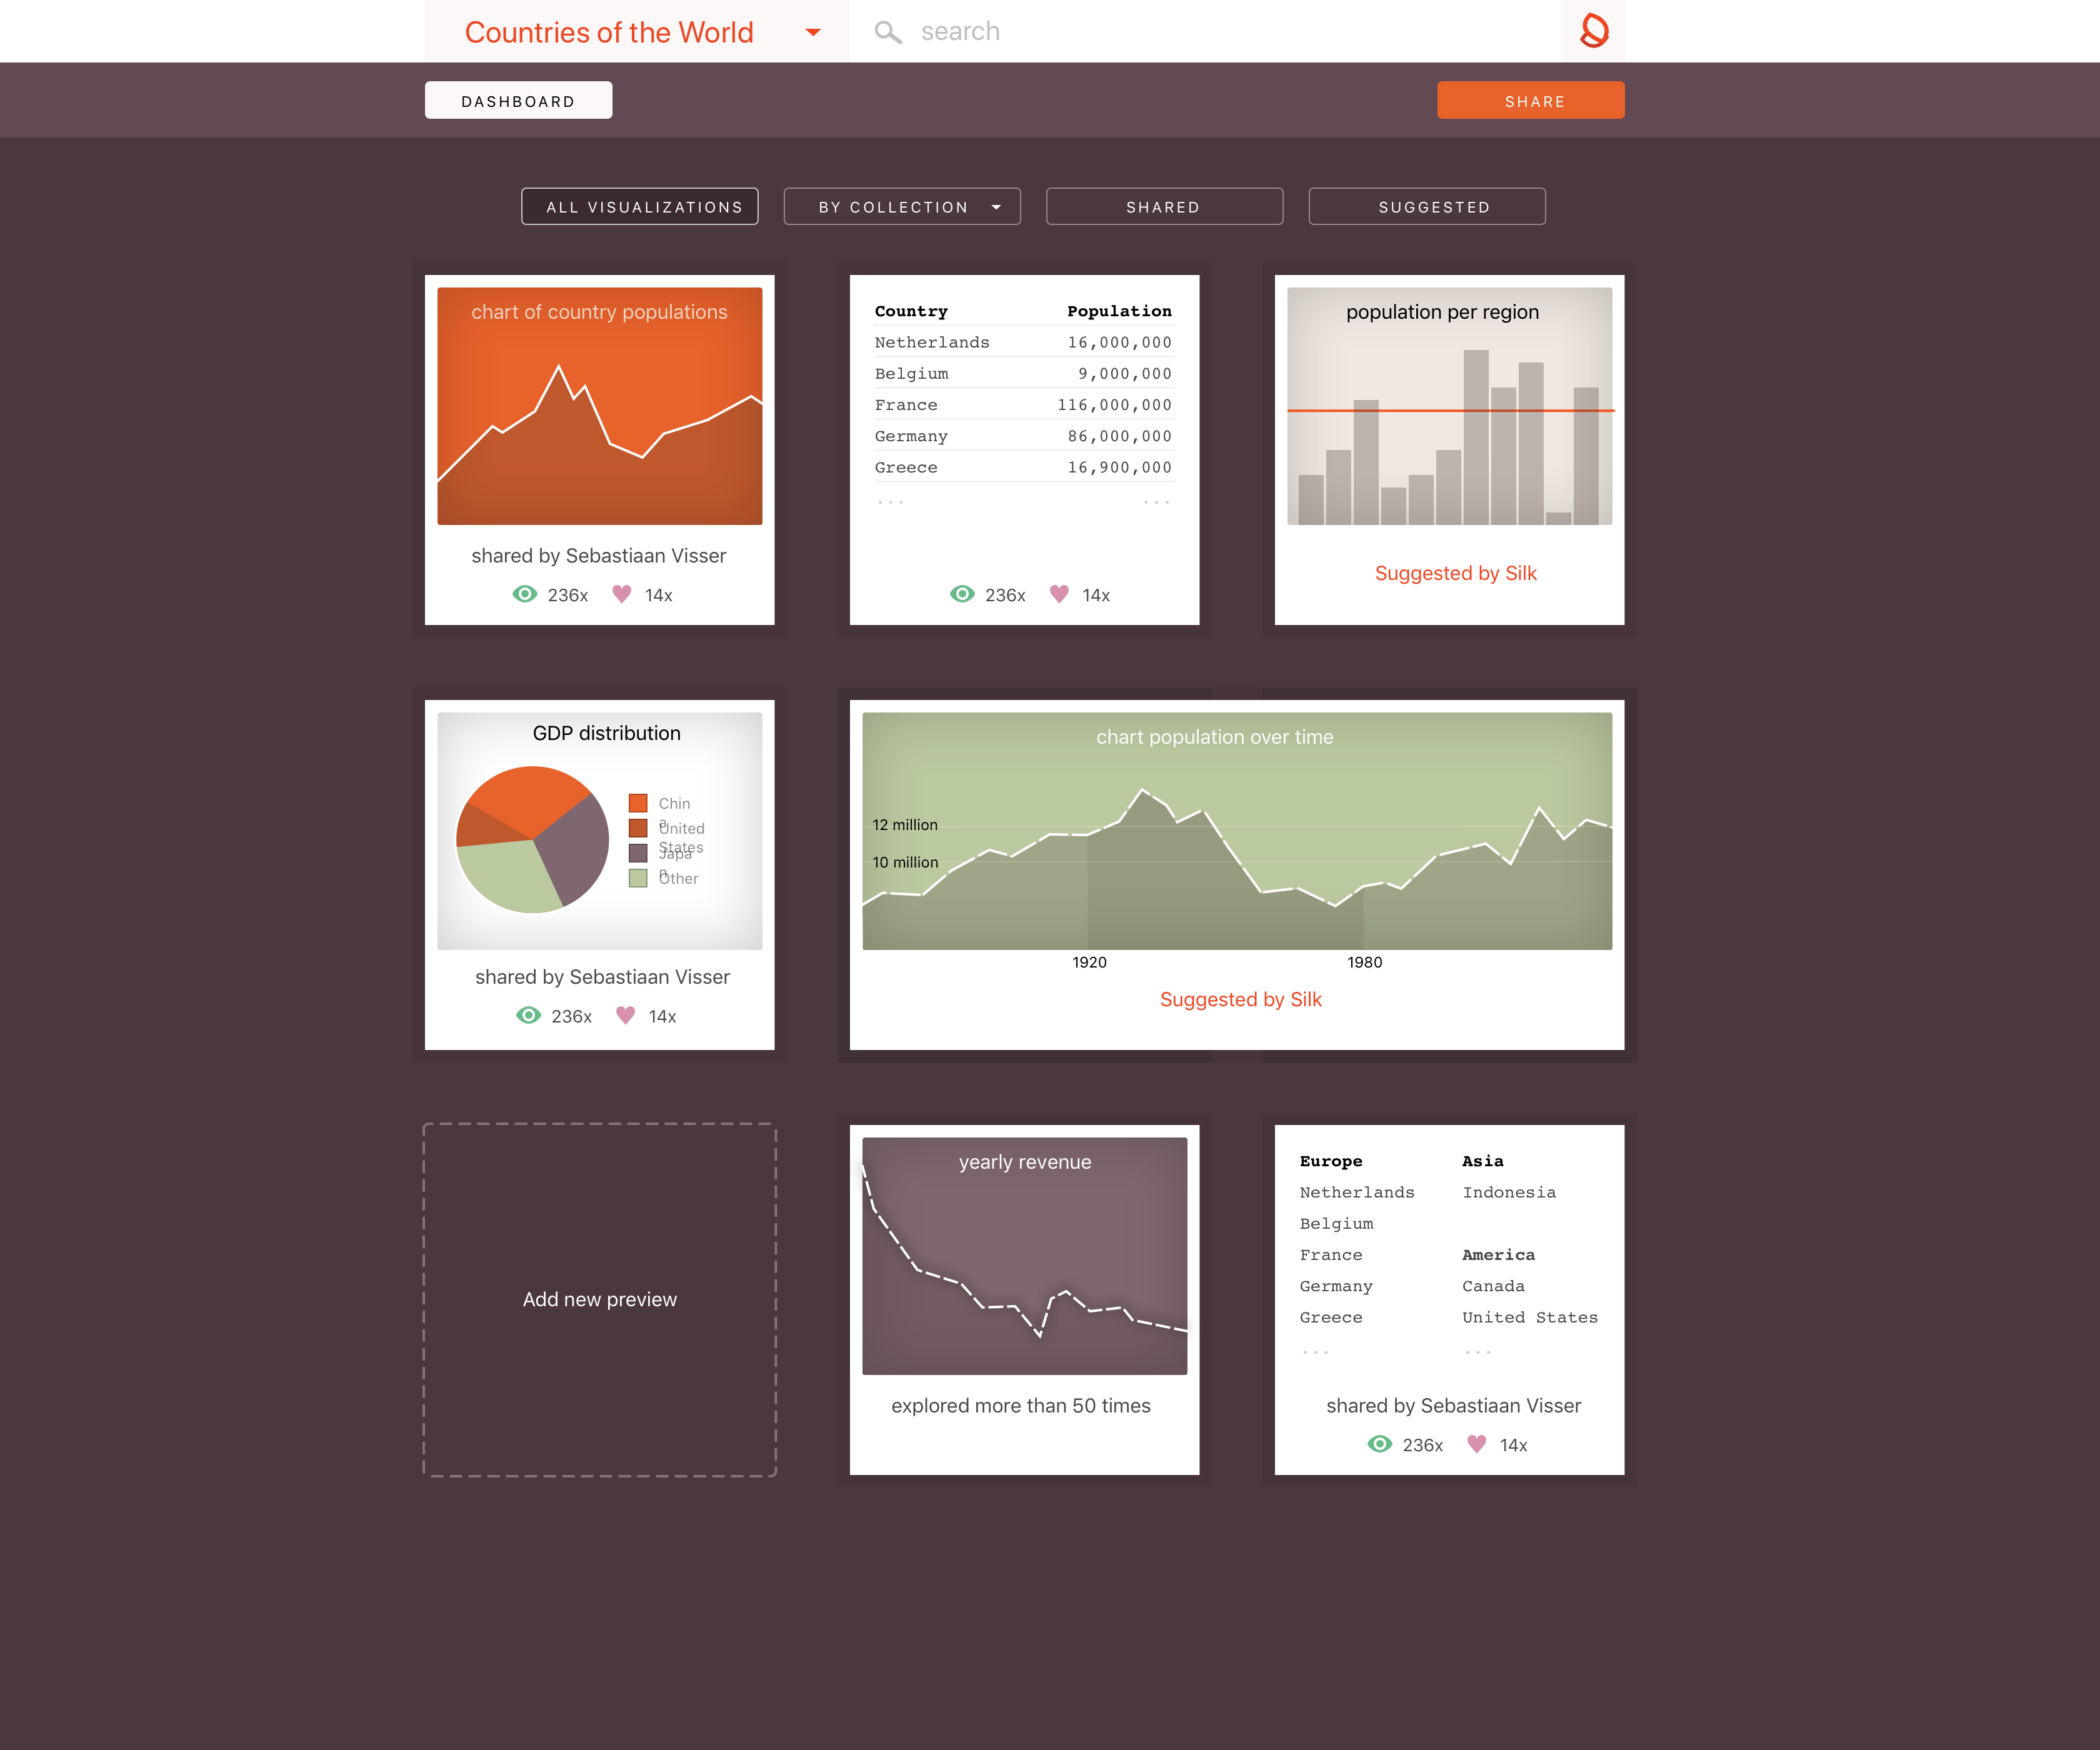 Countries of the World
search
DASHBOARD
SHARE
ALL VISUALIZATIONS
BY COLLECTION
SHARED
SUGGESTED
chart of country populations
shared by Sebastiaan Visser
236x 14x
Country Population
Netherlands 16,000,000
Belgium 9,000,000
France 116,000,000
Germany 86,000,000
Greece 16,900,000
... ...
236x 14x
population per region
Suggested by Silk
GDP distribution
Chin
a
United
States
Japa
n
Other
shared by Sebastiaan Visser
236x 14x
chart population over time
12 million
10 million
1920 1980
Suggested by Silk
Add new preview
yearly revenue
explored more than 50 times
Europe Asia
Netherlands Indonesia
Belgium
France America
Germany Canada
Greece United States
... ...
shared by Sebastiaan Visser
236x 14x